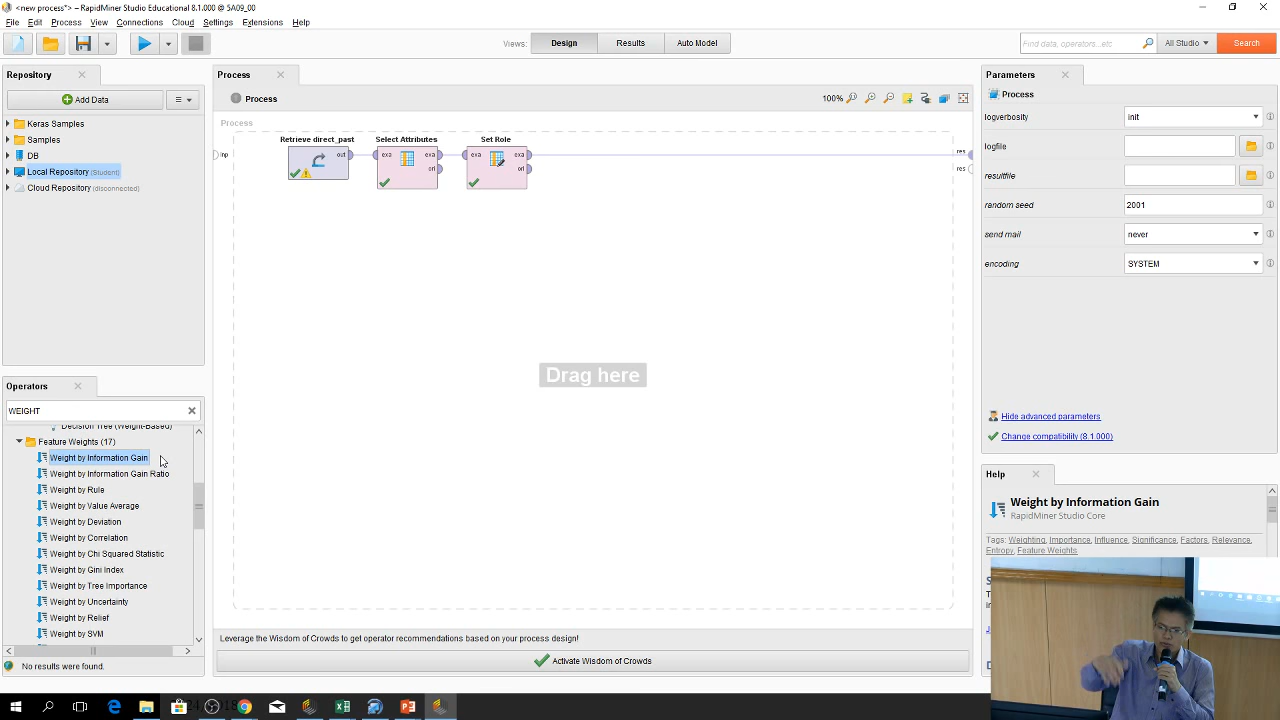 <new process*> – RapidMiner Studio Educational 8.1.000 @ 5A09_00
File Edit Process View Connections Cloud Settings Extensions Help
Views: Design Results Auto Model
Find data, operators...etc All Studio Search
Repository
Add Data
Keras Samples
Samples
DB
Local Repository (Student)
Cloud Repository (disconnected)
Operators
WEIGHT
Decision Tree (Weight-Based)
Feature Weights (17)
Weight by Information Gain
Weight by Information Gain Ratio
Weight by Rule
Weight by Value Average
Weight by Deviation
Weight by Correlation
Weight by Chi Squared Statistic
Weight by Gini Index
Weight by Tree Importance
Weight by Uncertainty
Weight by Relief
Weight by SVM
No results were found.
Process
Process
100%
Process
Retrieve direct_past Select Attributes Set Role
inp out exa exa exa exa res
ori ori res
Drag here
Leverage the Wisdom of Crowds to get operator recommendations based on your process design!
Activate Wisdom of Crowds
Parameters
Process
logverbosity init
logfile
resultfile
random seed 2001
send mail never
encoding SYSTEM
Hide advanced parameters
Change compatibility (8.1.000)
Help
Weight by Information Gain
RapidMiner Studio Core
Tags: Weighting, Importance, Influence, Significance, Factors, Relevance,
Entropy, Feature Weights